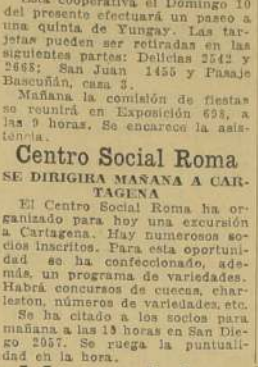 Esta cooperativa el Domingo 10
del presente efectuará un paseo a
una quinta de Yungay. Las tar-
jetas pueden ser retiradas en las
siguientes partes: Delicias 2542 y
2668; San Juan 1455 y Pasaje
Bascuñán, casa 3.
Mañana la comisión de fiestas
se reunirá en Exposición 698, a
las 9 horas. Se encarece la asis-
tencia.
Centro Social Roma
SE DIRIGIRA MAÑANA A CAR-
TAGENA
El Centro Social Roma ha or-
ganizado para hoy una excursión
a Cartagena. Hay numerosos so-
cios inscritos. Para esta oportuni-
dad se ha confeccionado, ade-
más, un programa de variedades.
Habrá concursos de cuecas, char-
leston, números de variedades, etc.
Se ha citado a los socios para
mañana a las horas en San Die-
go 2057. Se ruega la puntuali-
dad en la hora.